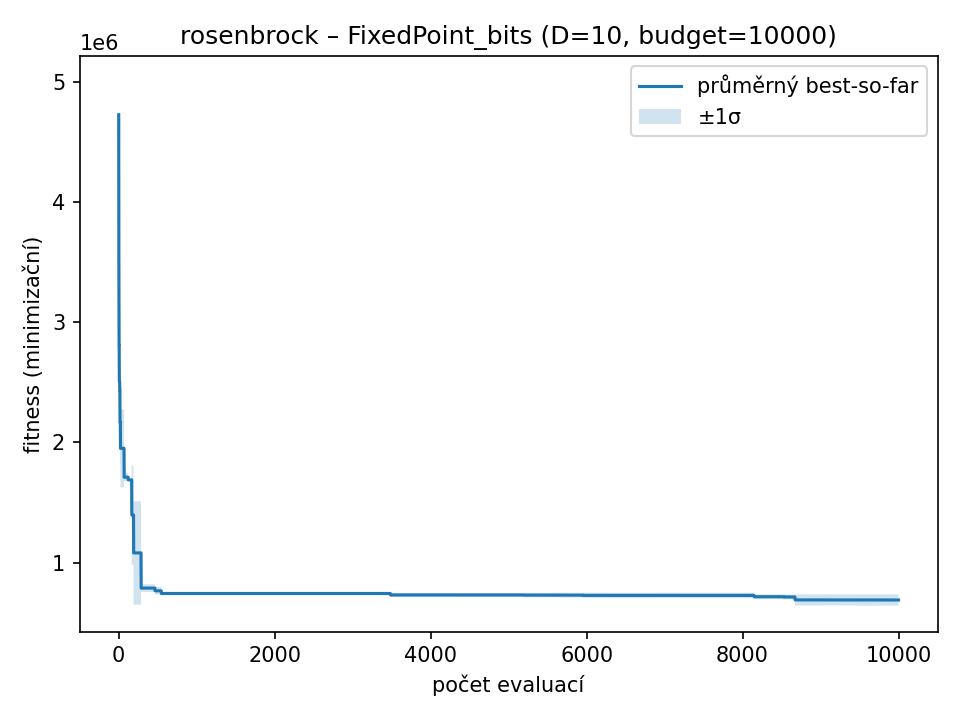 rosenbrock – FixedPoint_bits (D=10, budget=10000)
1e6
průměrný best-so-far
±1σ
5
4
3
2
1
fitness (minimizační)
0
2000
4000
6000
8000
10000
počet evaluací